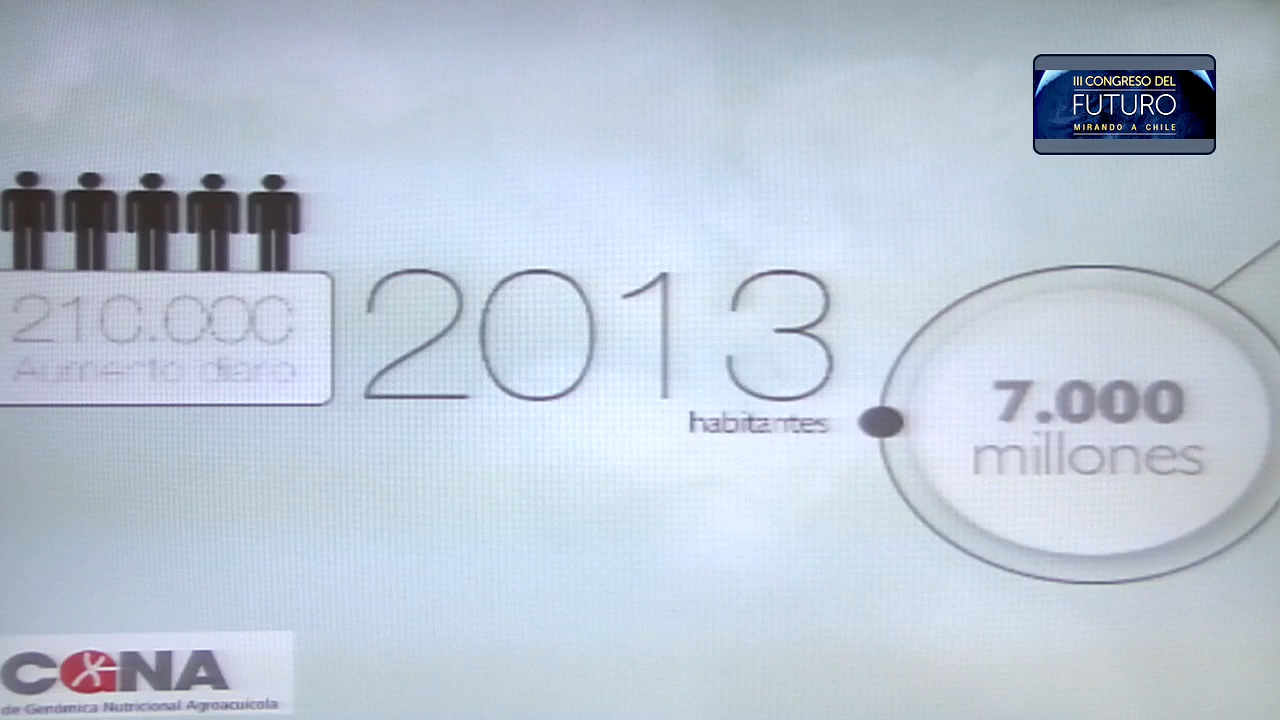 III CONGRESO DEL
FUTURO
MIRANDO A CHILE
210.000
Aumento diario
2013
habitantes
7.000
millones
CGNA
de Genómica Nutricional Agroacuícola